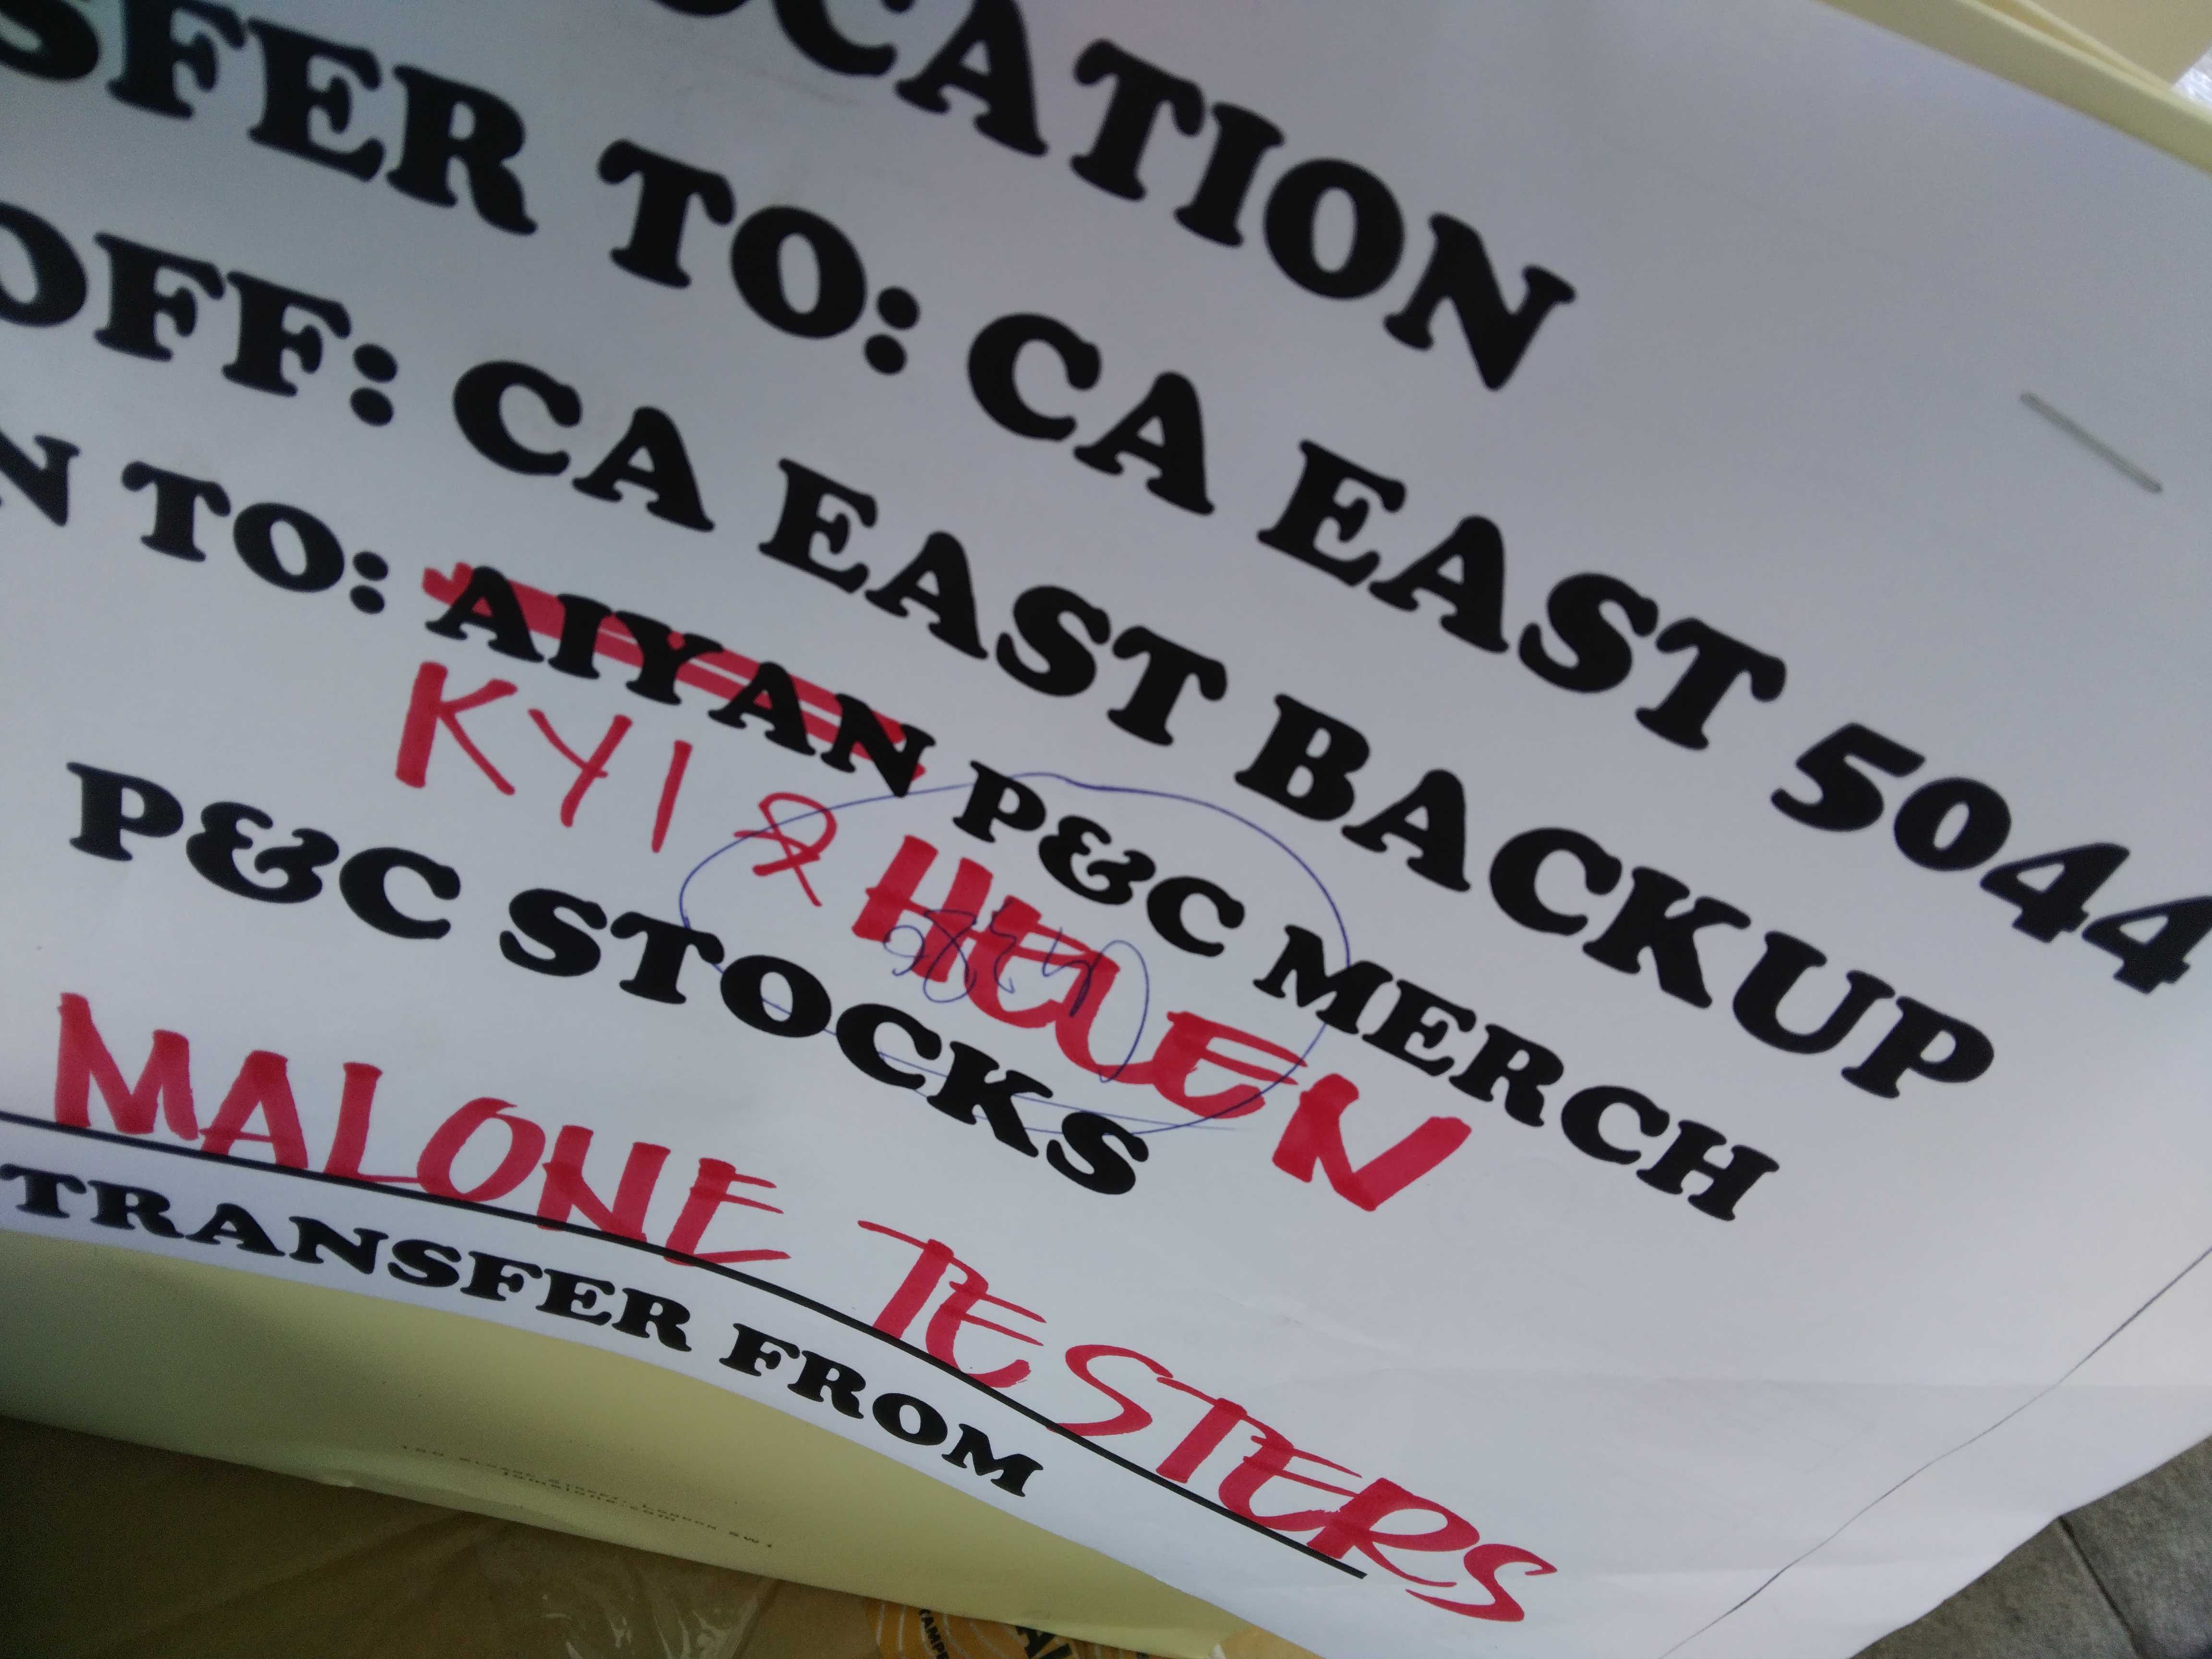 OCATION
SFER TO: CA EAST 5044
OFF: CA EAST BACKUP
N TO: AIYAN P&C MERCH
KYI & HELEN
P&C STOCKS
MALONE TESTERS
TRANSFER FROM